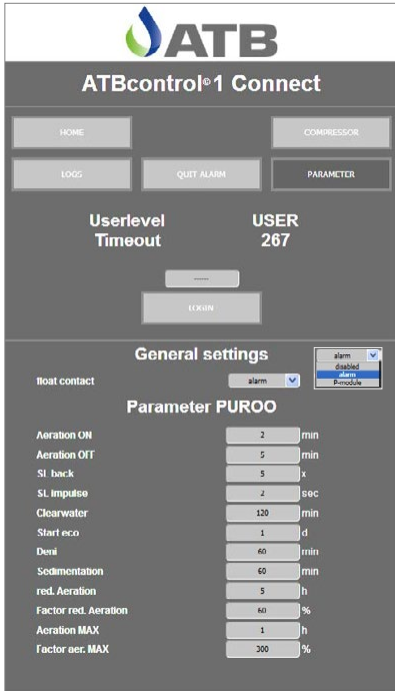 ATB
ATBcontrol©1 Connect
HOME
COMPRESSOR
LOGS QUIT ALARM PARAMETER
Userlevel USER
Timeout 267
------
LOGIN
General settings
alarm
disabled
alarm
P-module
float contact alarm
Parameter PUROO
Aeration ON 2 min
Aeration OFF 5 min
SL back 5 x
SL impulse 2 sec
Clearwater 120 min
Start eco 1 d
Deni 60 min
Sedimentation 60 min
red. Aeration 5 h
Factor red. Aeration 60 %
Aeration MAX 1 h
Factor aer. MAX 300 %